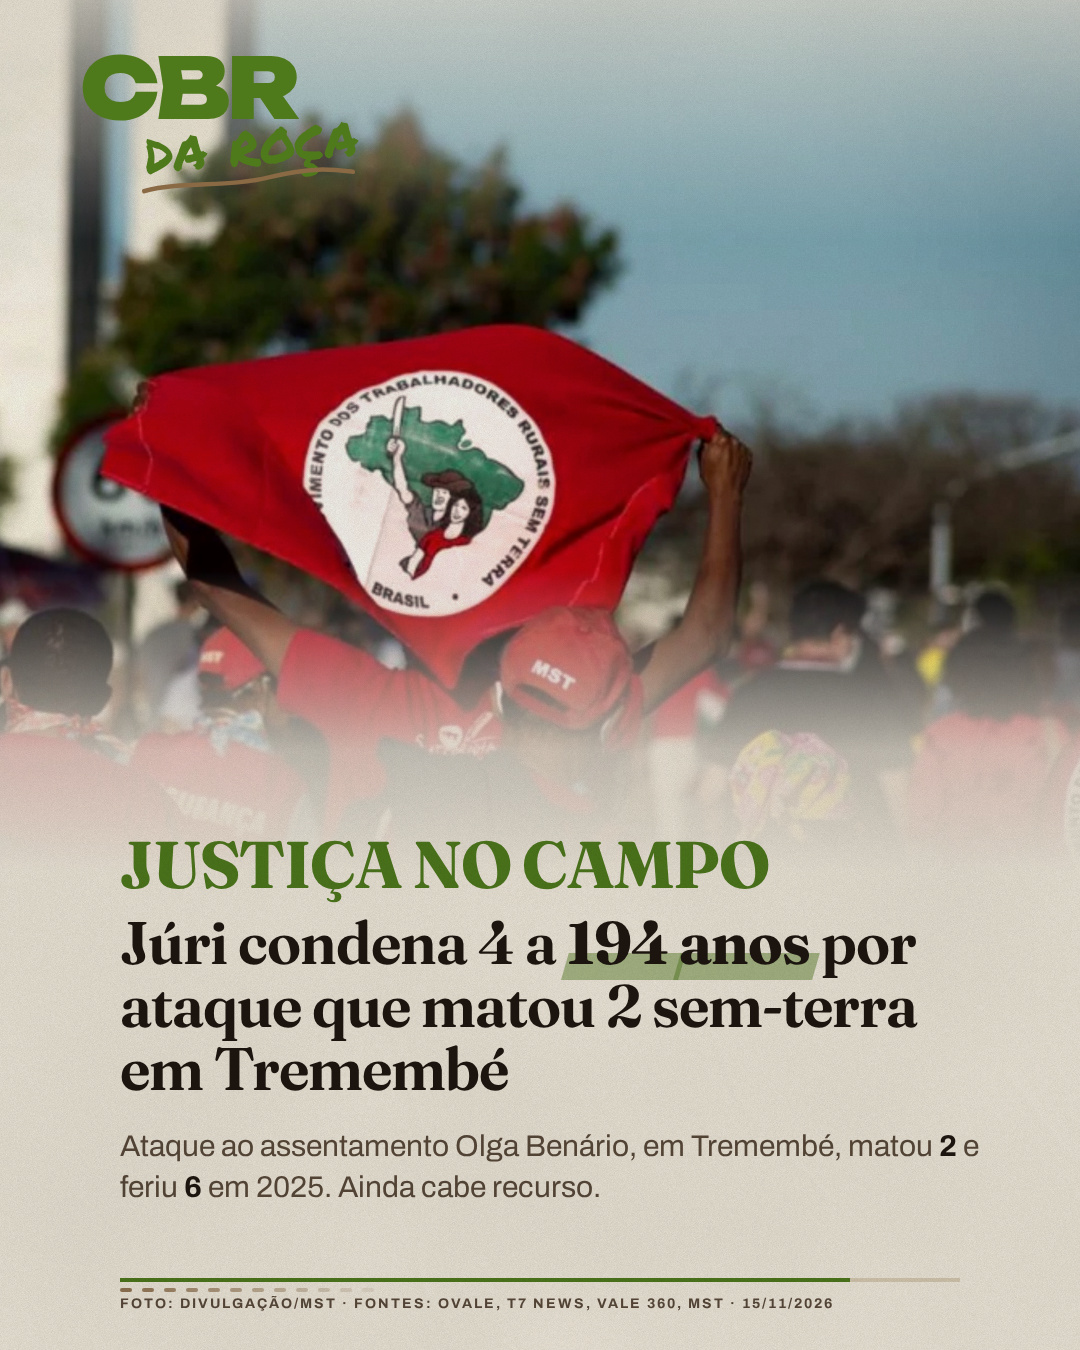 CBR
DA ROÇA
VIMENTO DOS TRABALHADORES RURAIS SEM TERRA
BRASIL
MST
JUSTIÇA NO CAMPO
Júri condena 4 a 194 anos por
ataque que matou 2 sem-terra
em Tremembé
Ataque ao assentamento Olga Benário, em Tremembé, matou 2 e
feriu 6 em 2025. Ainda cabe recurso.
FOTO: DIVULGAÇÃO/MST · FONTES: OVALE, T7 NEWS, VALE 360, MST · 15/11/2026